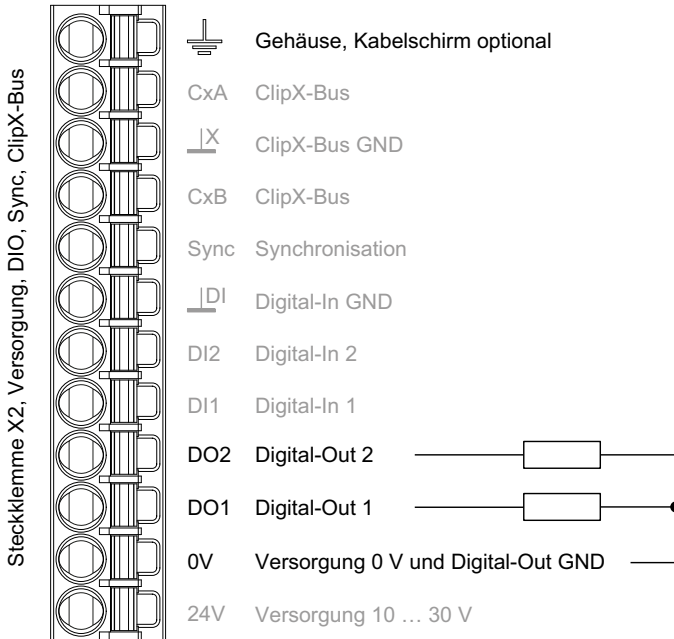 Steckklemme X2, Versorgung, DIO, Sync, ClipX-Bus
Gehäuse, Kabelschirm optional
CxA ClipX-Bus
X ClipX-Bus GND
CxB ClipX-Bus
Sync Synchronisation
DI Digital-In GND
DI2 Digital-In 2
DI1 Digital-In 1
DO2 Digital-Out 2
DO1 Digital-Out 1
0V Versorgung 0 V und Digital-Out GND
24V Versorgung 10 … 30 V